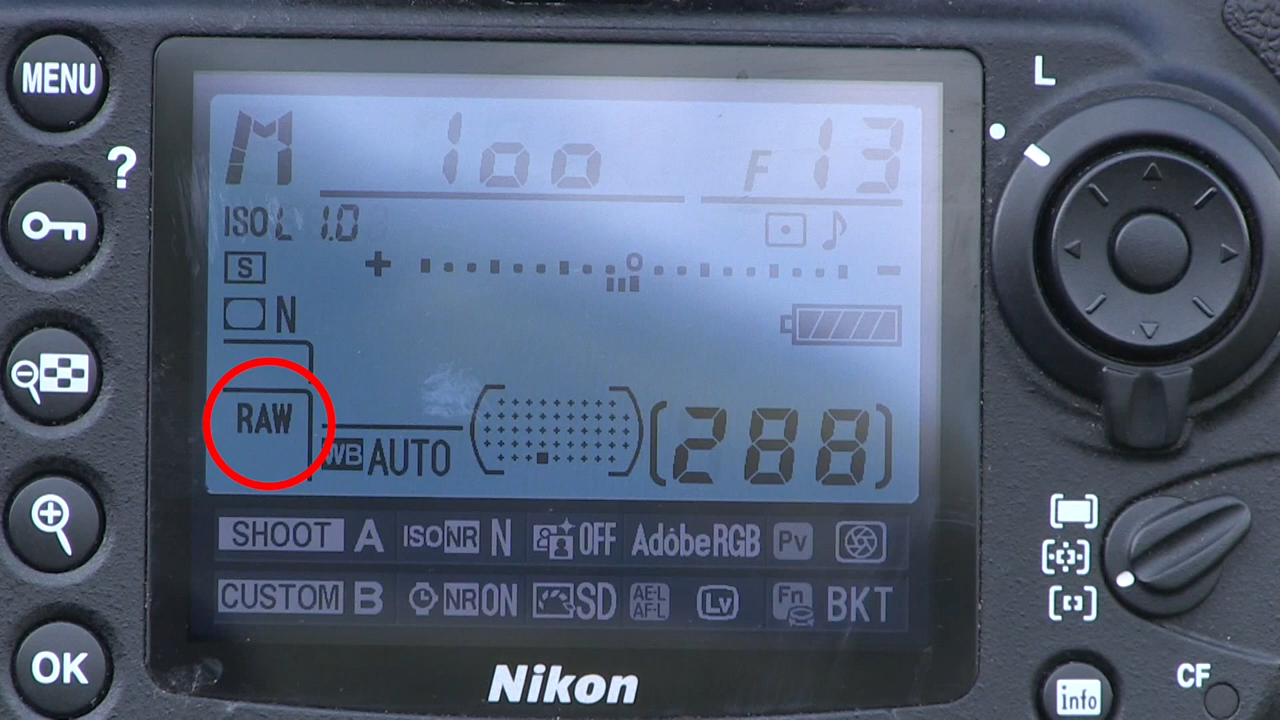 MENU
L
?
M 100 F13
ISO L 1.0
S
+ 0 -
N
RAW
WB AUTO [288]
SHOOT A ISO NR N OFF AdobeRGB Pv
CUSTOM B NR ON SD AE-L AF-L Lv Fn BKT
OK
Nikon
info
CF